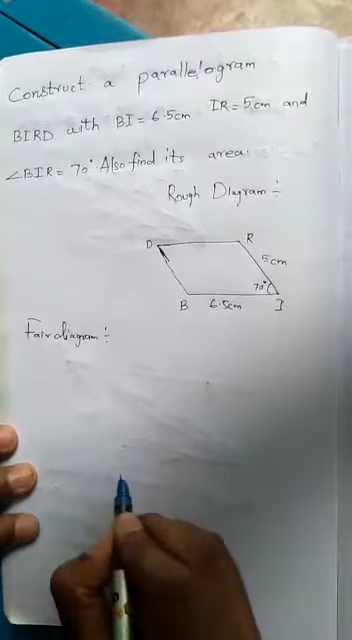 Construct a parallelogram
BIRD with BI = 6.5cm IR = 5cm and
∠BIR = 70° Also find its area.
Rough Diagram :-
D R
5cm
70°
B 6.5cm I
Fair diagram :-